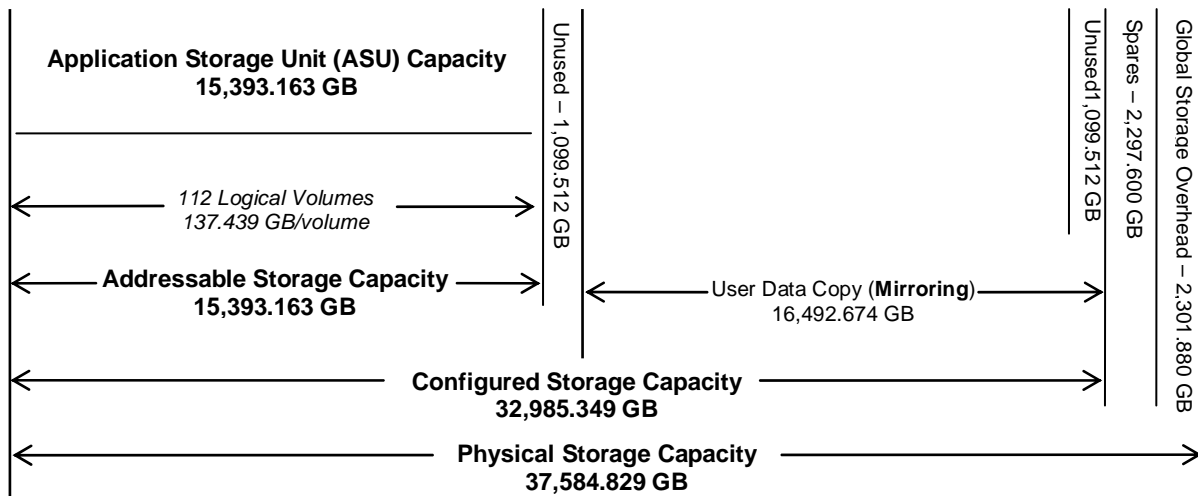 Application Storage Unit (ASU) Capacity
15,393.163 GB
112 Logical Volumes
137.439 GB/volume
Addressable Storage Capacity
15,393.163 GB
Unused – 1,099.512 GB
User Data Copy (Mirroring)
16,492.674 GB
Unused1,099.512 GB
Spares – 2,297.600 GB
Global Storage Overhead – 2,301.880 GB
Configured Storage Capacity
32,985.349 GB
Physical Storage Capacity
37,584.829 GB